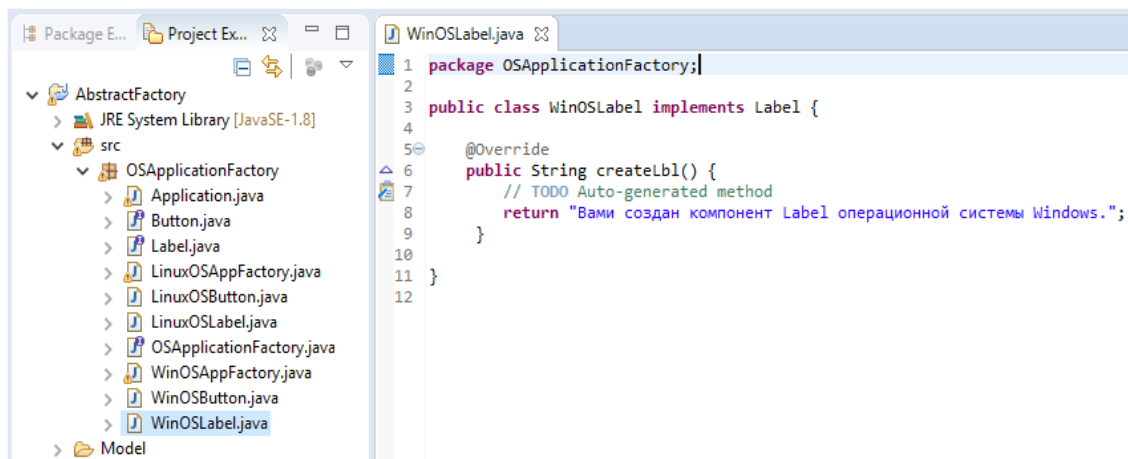 Package E...
Project Ex...
AbstractFactory
JRE System Library [JavaSE-1.8]
src
OSApplicationFactory
Application.java
Button.java
Label.java
LinuxOSAppFactory.java
LinuxOSButton.java
LinuxOSLabel.java
OSApplicationFactory.java
WinOSAppFactory.java
WinOSButton.java
WinOSLabel.java
Model
WinOSLabel.java
1 package OSApplicationFactory;
2
3 public class WinOSLabel implements Label {
4
5 @Override
6 public String createLbl() {
7 // TODO Auto-generated method
8 return "Вами создан компонент Label операционной системы Windows.";
9 }
10
11 }
12